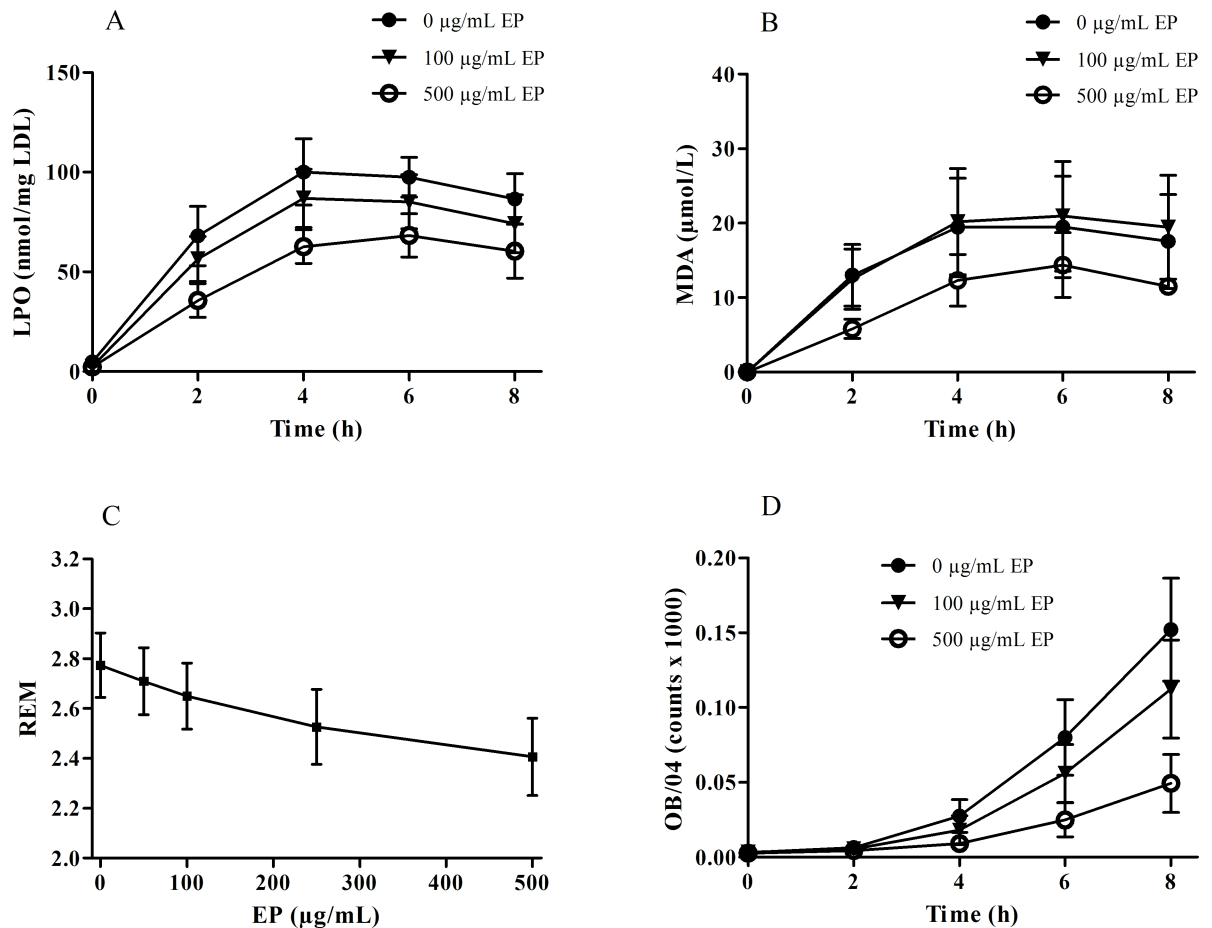 A
0 µg/mL EP
100 µg/mL EP
500 µg/mL EP
150
100
50
0
LPO (nmol/mg LDL)
0 2 4 6 8
Time (h)
B
0 µg/mL EP
100 µg/mL EP
500 µg/mL EP
40
30
20
10
0
MDA (µmol/L)
0 2 4 6 8
Time (h)
C
3.2
3.0
2.8
2.6
2.4
2.2
2.0
REM
0 100 200 300 400 500
EP (µg/mL)
D
0 µg/mL EP
100 µg/mL EP
500 µg/mL EP
0.20
0.15
0.10
0.05
0.00
OB/04 (counts x 1000)
0 2 4 6 8
Time (h)